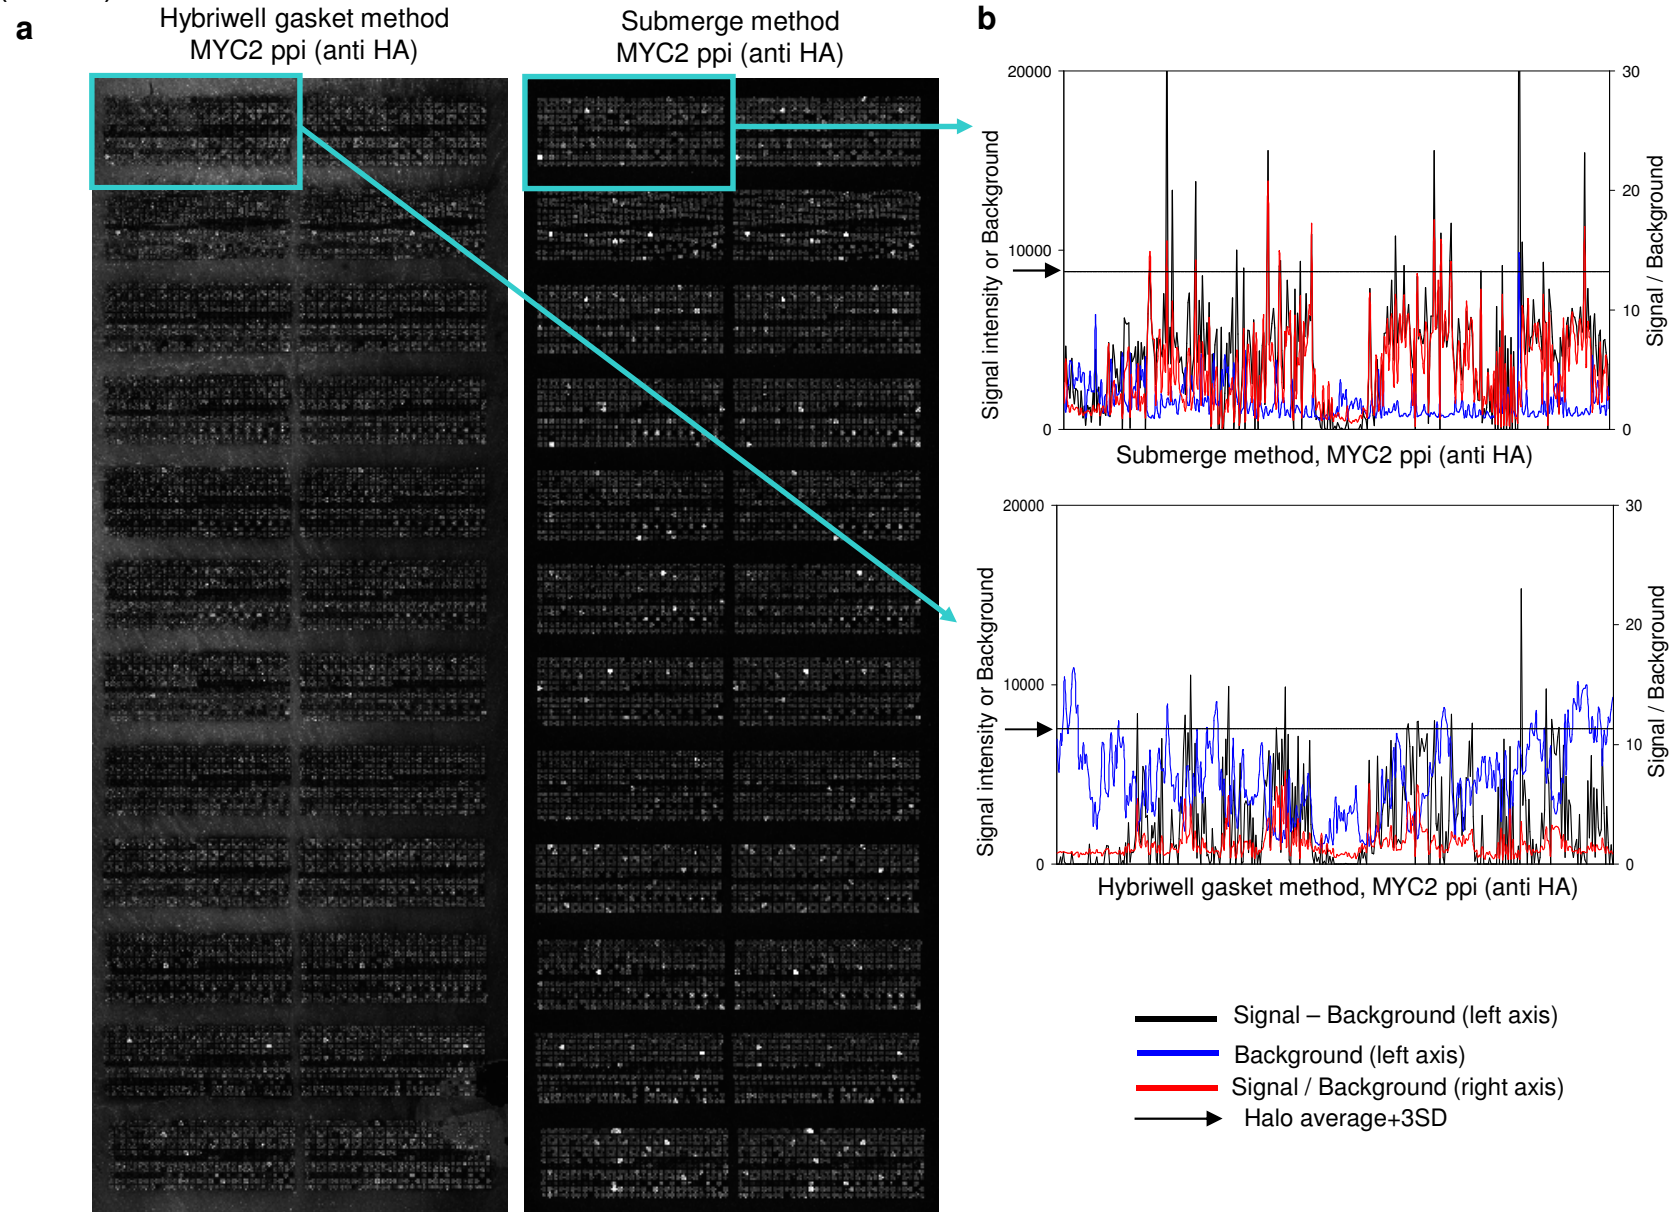 a
Hybriwell gasket method
MYC2 ppi (anti HA)
Submerge method
MYC2 ppi (anti HA)
b
20000
10000
0
Signal intensity or Background
30
20
10
0
Signal / Background
Submerge method, MYC2 ppi (anti HA)
20000
10000
0
Signal intensity or Background
30
20
10
0
Signal / Background
Hybriwell gasket method, MYC2 ppi (anti HA)
Signal – Background (left axis)
Background (left axis)
Signal / Background (right axis)
Halo average+3SD